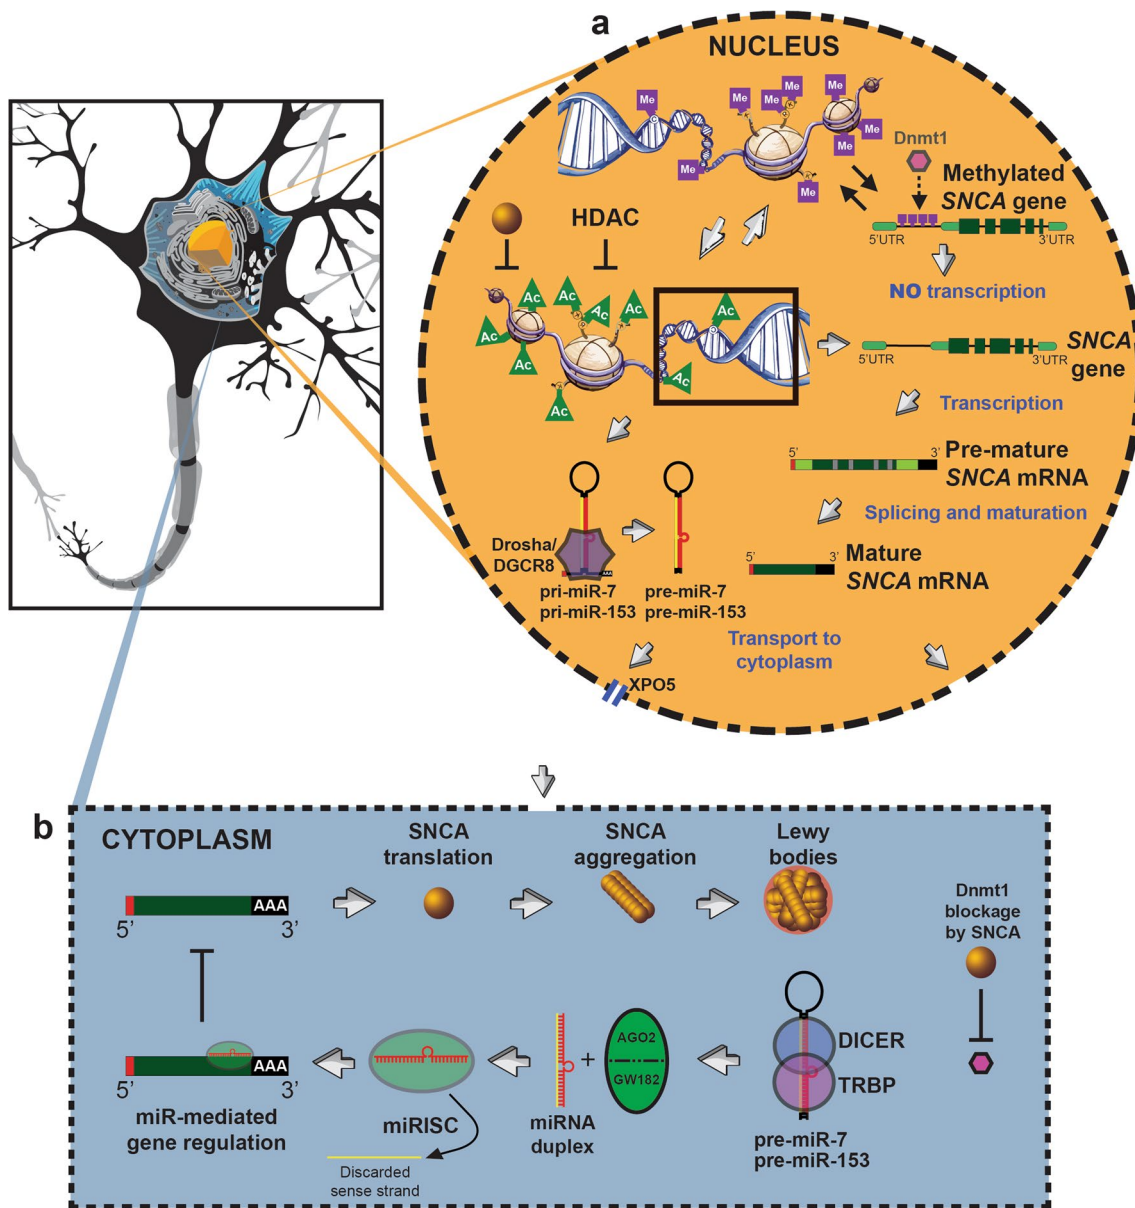 a
NUCLEUS
Me
Me
Me
Me
Me
Me
Me
Me
Dnmt1
Methylated
SNCA gene
5'UTR
3'UTR
NO transcription
HDAC
Ac
Ac
Ac
Ac
Ac
Ac
Ac
Ac
5'UTR
3'UTR
SNCA
gene
Transcription
5'
3'
Pre-mature
SNCA mRNA
Splicing and maturation
5'
3'
Mature
SNCA mRNA
Drosha/
DGCR8
AAA
pri-miR-7
pri-miR-153
pre-miR-7
pre-miR-153
Transport to
cytoplasm
XPO5
b
CYTOPLASM
AAA
5'
3'
SNCA
translation
SNCA
aggregation
Lewy
bodies
Dnmt1
blockage
by SNCA
AAA
5'
3'
miR-mediated
gene regulation
miRISC
Discarded
sense strand
miRNA
duplex
+
AGO2
GW182
DICER
TRBP
pre-miR-7
pre-miR-153